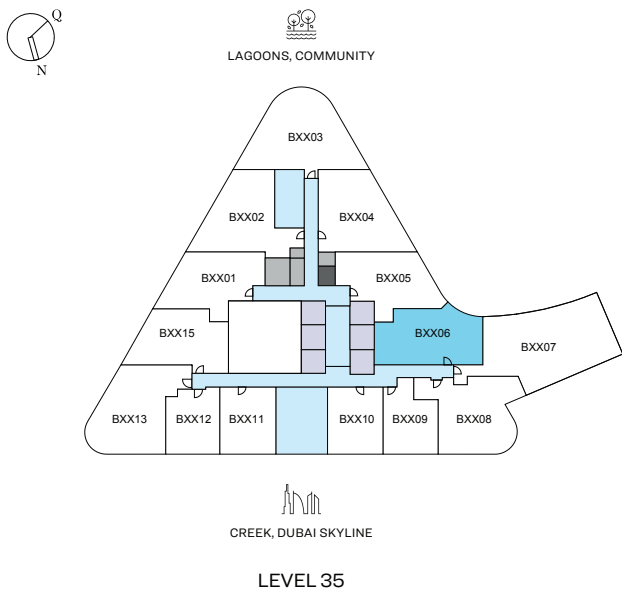 Q
N
LAGOONS, COMMUNITY
BXX03
BXX02 BXX04
BXX01 BXX05
BXX15 BXX06 BXX07
BXX13 BXX12 BXX11 BXX10 BXX09 BXX08
CREEK, DUBAI SKYLINE
LEVEL 35